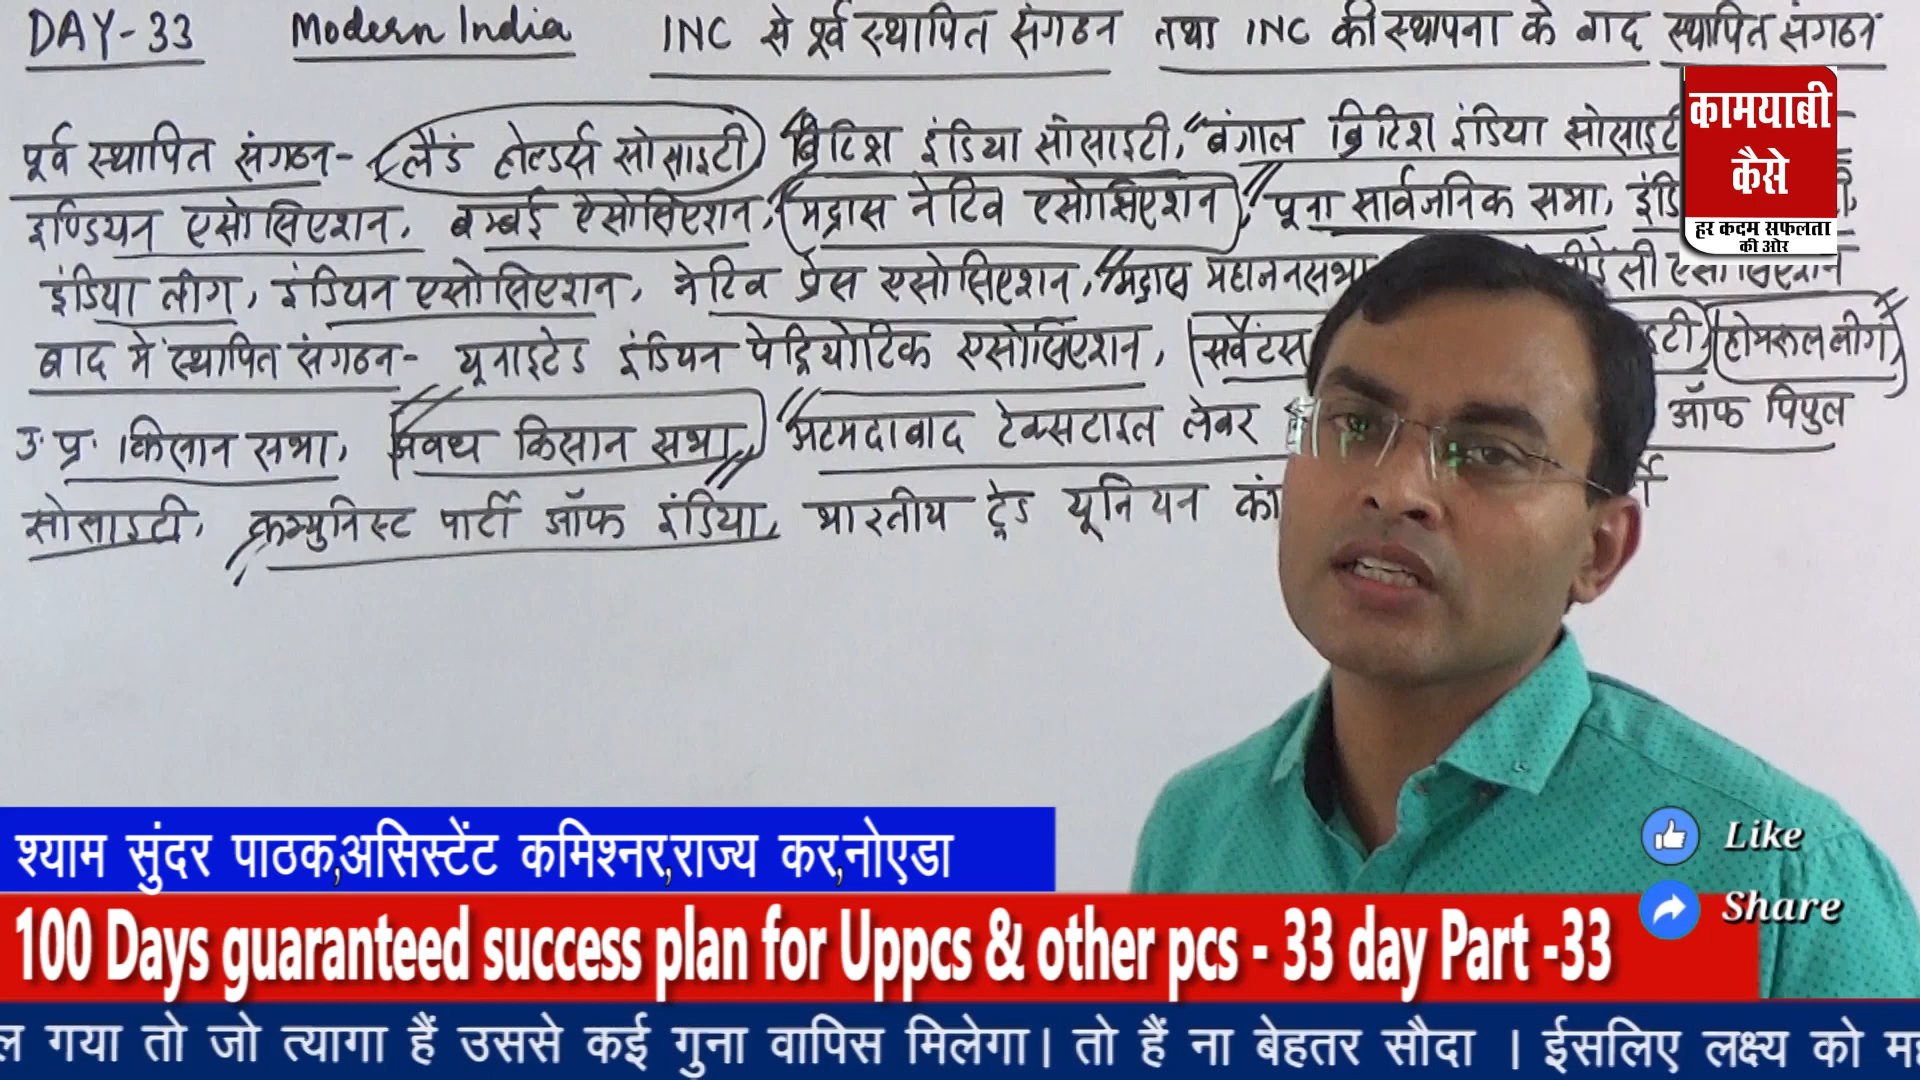 DAY-33 Modern India INC से पूर्व स्थापित संगठन तथा INC की स्थापना के बाद स्थापित संगठन
पूर्व स्थापित संगठन- लैंड होल्डर्स सोसाइटी, ब्रिटिश इंडिया सोसाइटी, बंगाल ब्रिटिश इंडिया सोसाइटी
इण्डियन एसोसिएशन, बम्बई ऐसोसिएशन, मद्रास नेटिव एसोसिएशन, पूना सार्वजनिक सभा,
इंडिया लीग, इंडियन एसोसिएशन, नेटिव प्रेस एसोसिएशन, मद्रास महाजनसभा एसोसिएशन
बाद में स्थापित संगठन- यूनाइटेड इंडियन पेट्रियोटिक एसोसिएशन, सर्वेंटस होमरूल लीग,
उ. प्र. किसान सभा, अवध किसान सभा, अहमदाबाद टेक्सटाइल लेबर ऑफ पिपुल
सोसाइटी, कम्युनिस्ट पार्टी ऑफ इंडिया, भारतीय ट्रेड यूनियन
कामयाबी
कैसे
हर कदम सफलता
की ओर
श्याम सुंदर पाठक,असिस्टेंट कमिश्नर,राज्य कर,नोएडा
Like
Share
100 Days guaranteed success plan for Uppcs & other pcs - 33 day Part -33
गया तो जो त्यागा हैं उससे कई गुना वापिस मिलेगा। तो हैं ना बेहतर सौदा । ईसलिए लक्ष्य को